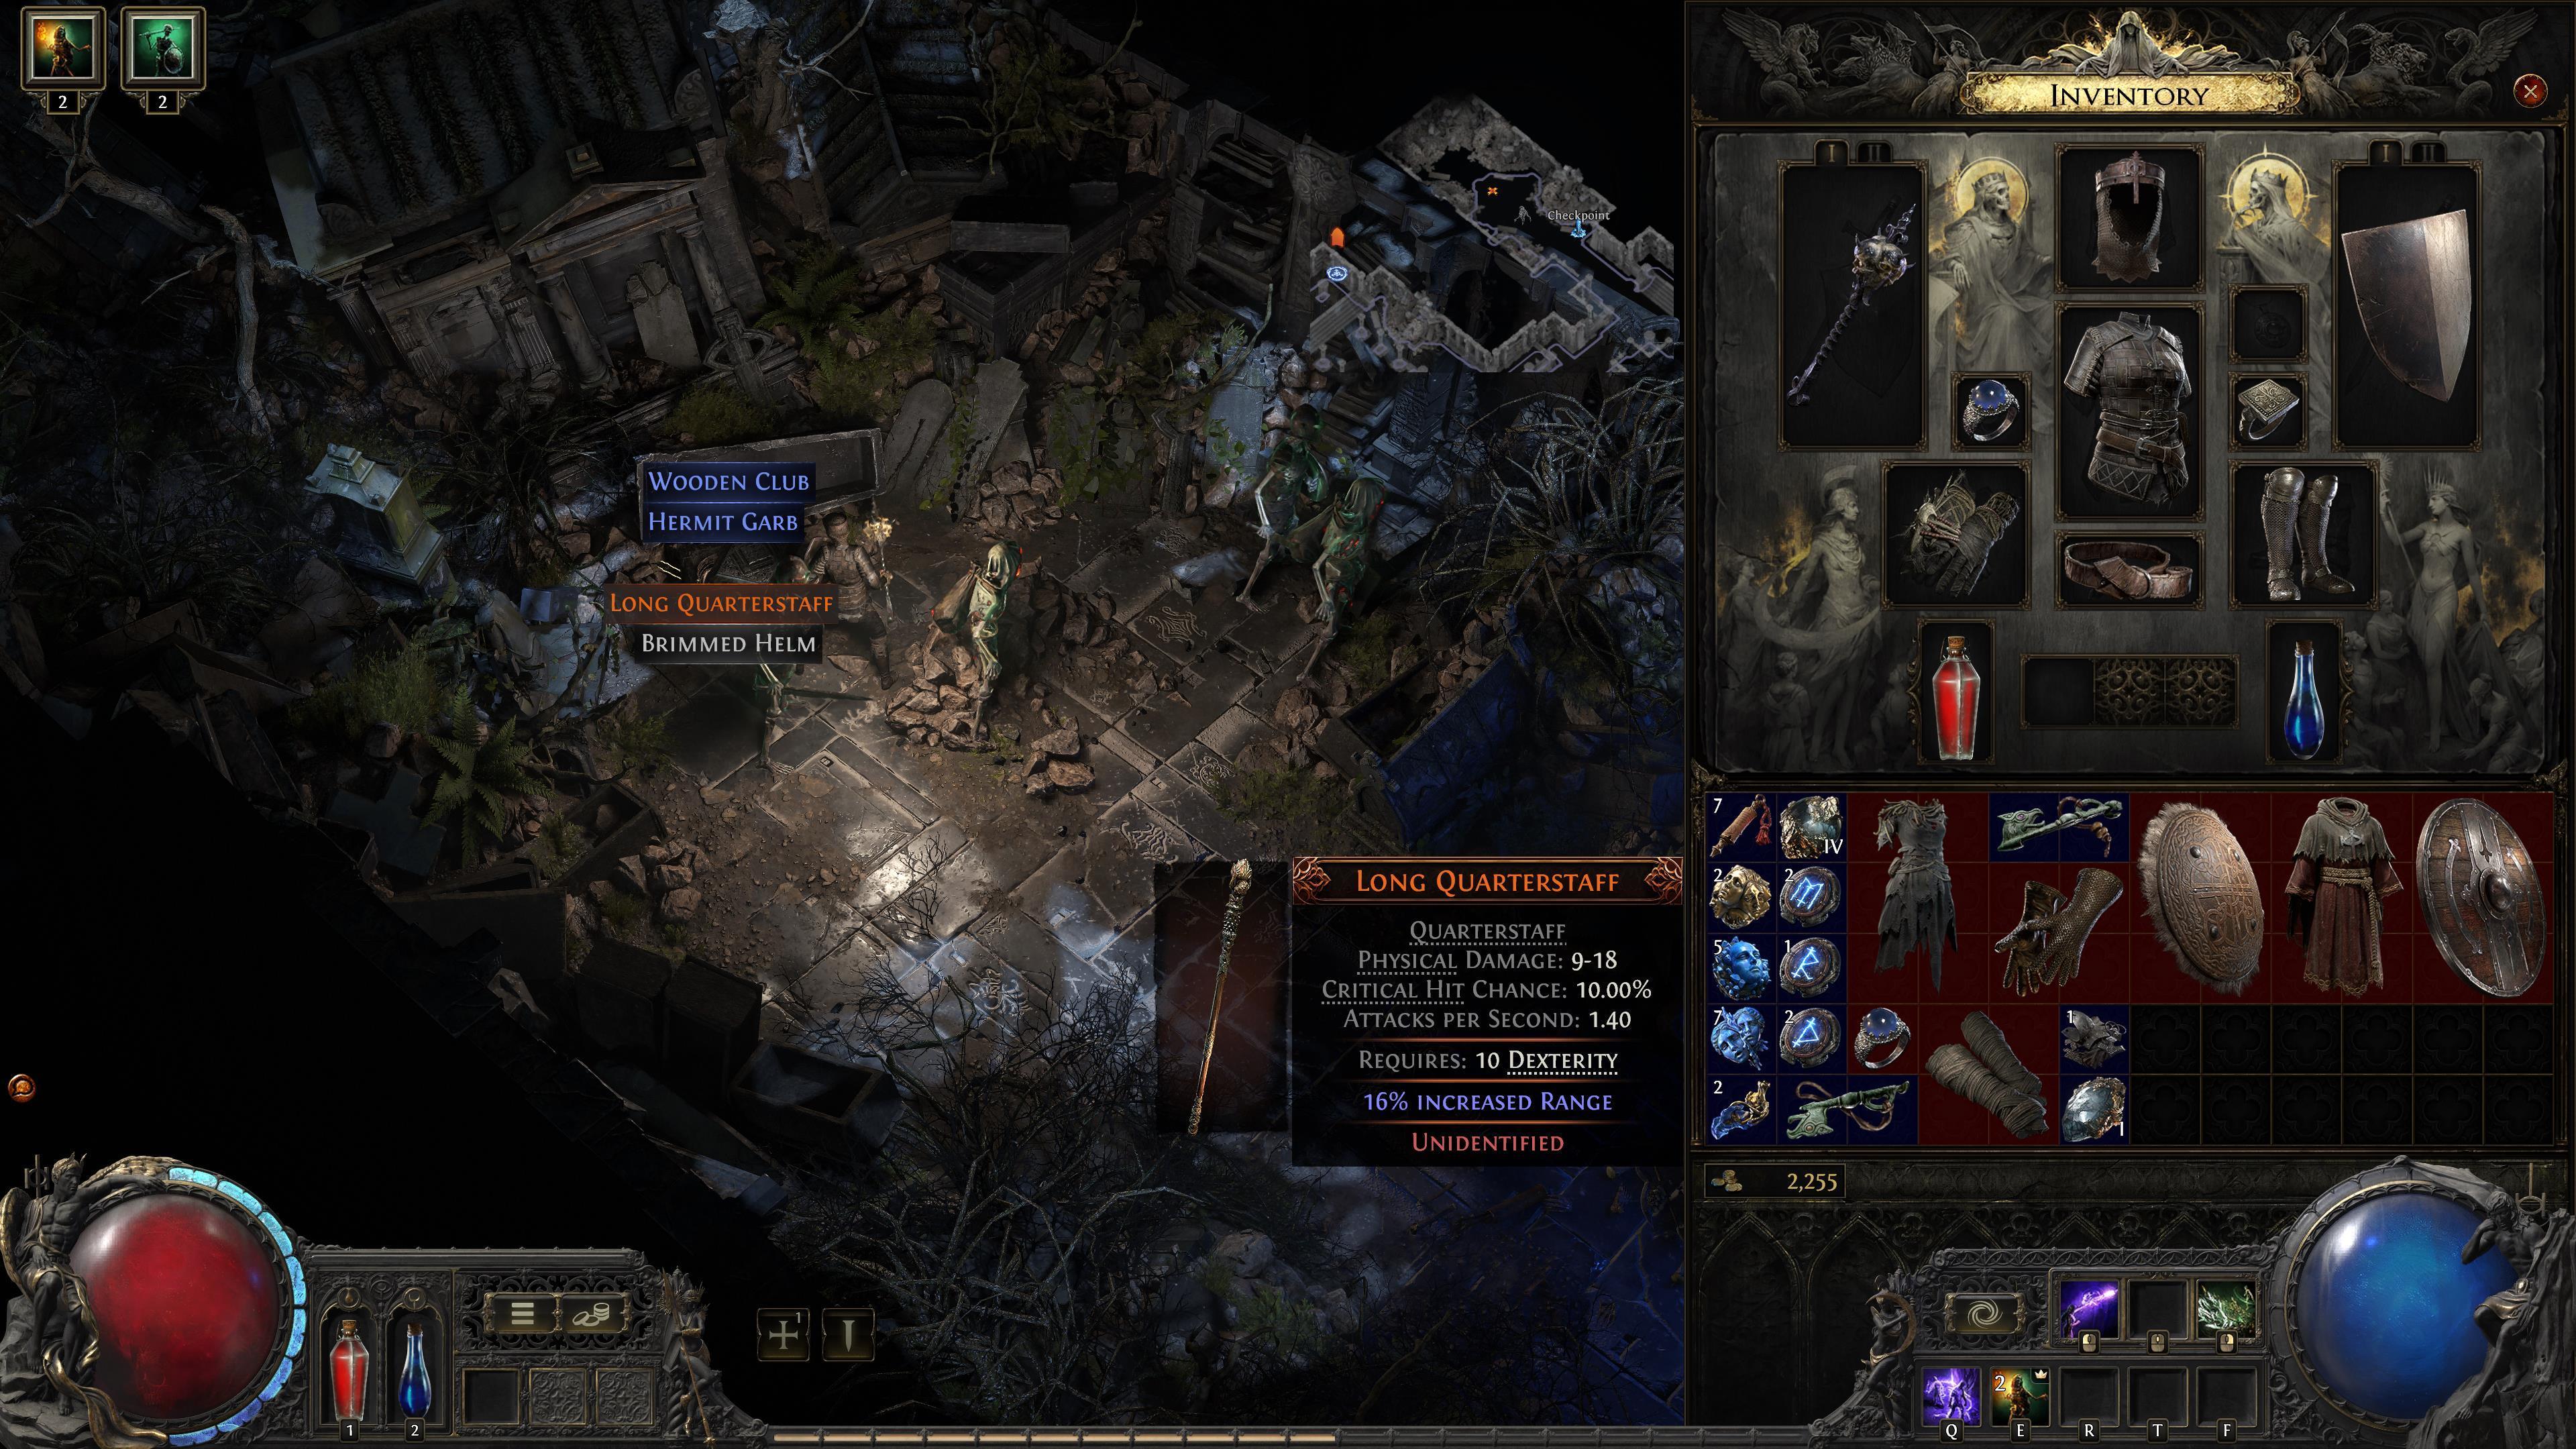 2
2
INVENTORY
I
II
I
II
Checkpoint
WOODEN CLUB
HERMIT GARB
LONG QUARTERSTAFF
BRIMMED HELM
LONG QUARTERSTAFF
QUARTERSTAFF
PHYSICAL DAMAGE: 9-18
CRITICAL HIT CHANCE: 10.00%
ATTACKS PER SECOND: 1.40
REQUIRES: 10 DEXTERITY
16% INCREASED RANGE
UNIDENTIFIED
7
IV
2
2
5
1
7
2
1
2
I
2,255
1
1
2
2
Q
E
R
T
F